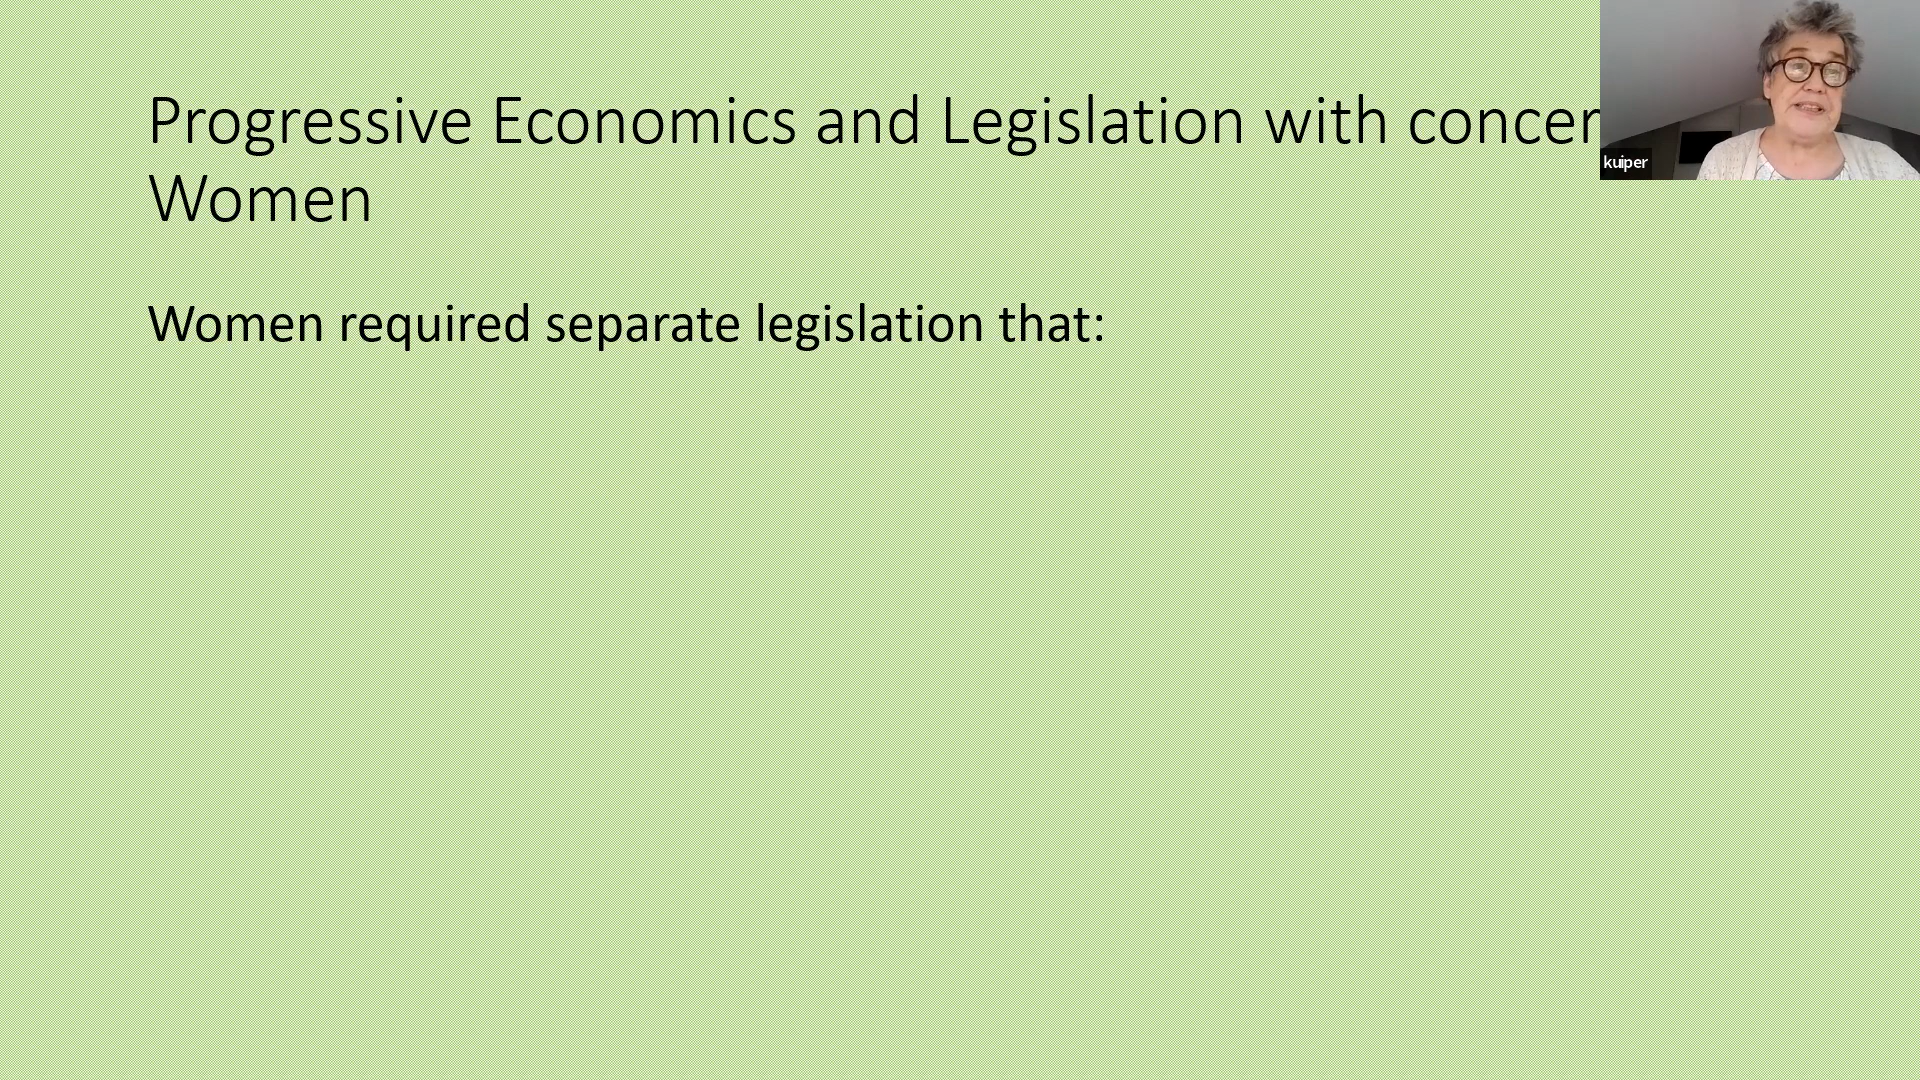 Progressive Economics and Legislation with concer
Women
Women required separate legislation that:
kuiper